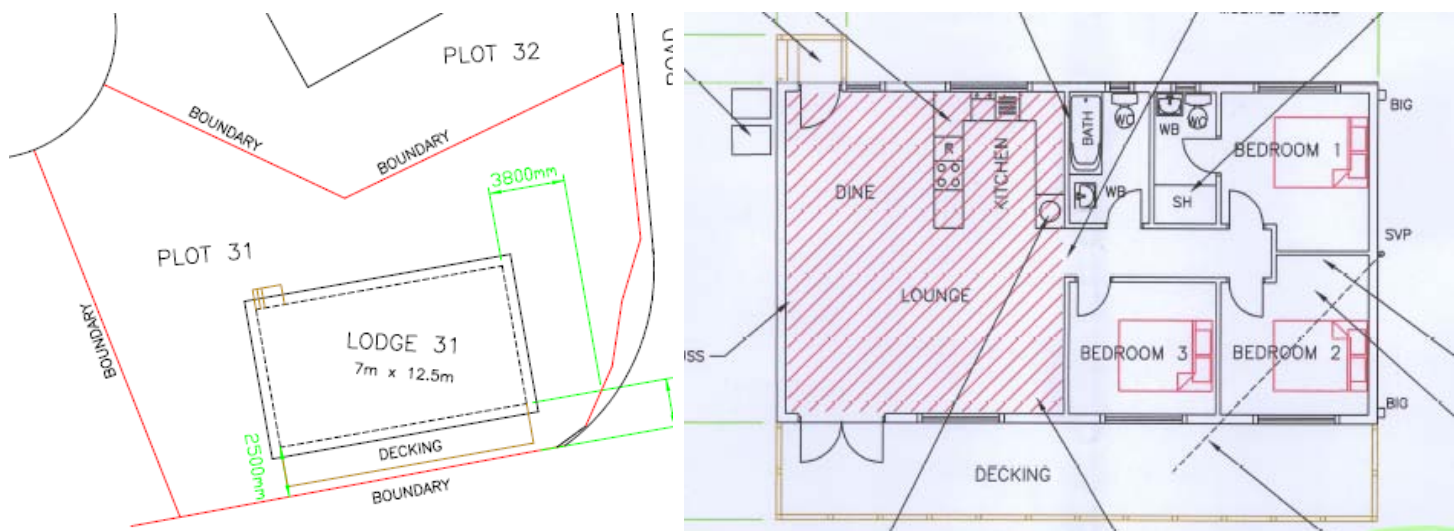 PLOT 32
ROAD
BOUNDARY
BOUNDARY
3800mm
PLOT 31
BOUNDARY
LODGE 31
7m x 12.5m
DECKING
2500mm
BOUNDARY
BIG
BATH
WC
WB
WC
BEDROOM 1
R
KITCHEN
DINE
WB
SH
SVP
LOUNGE
BEDROOM 3
BEDROOM 2
BIG
DECKING